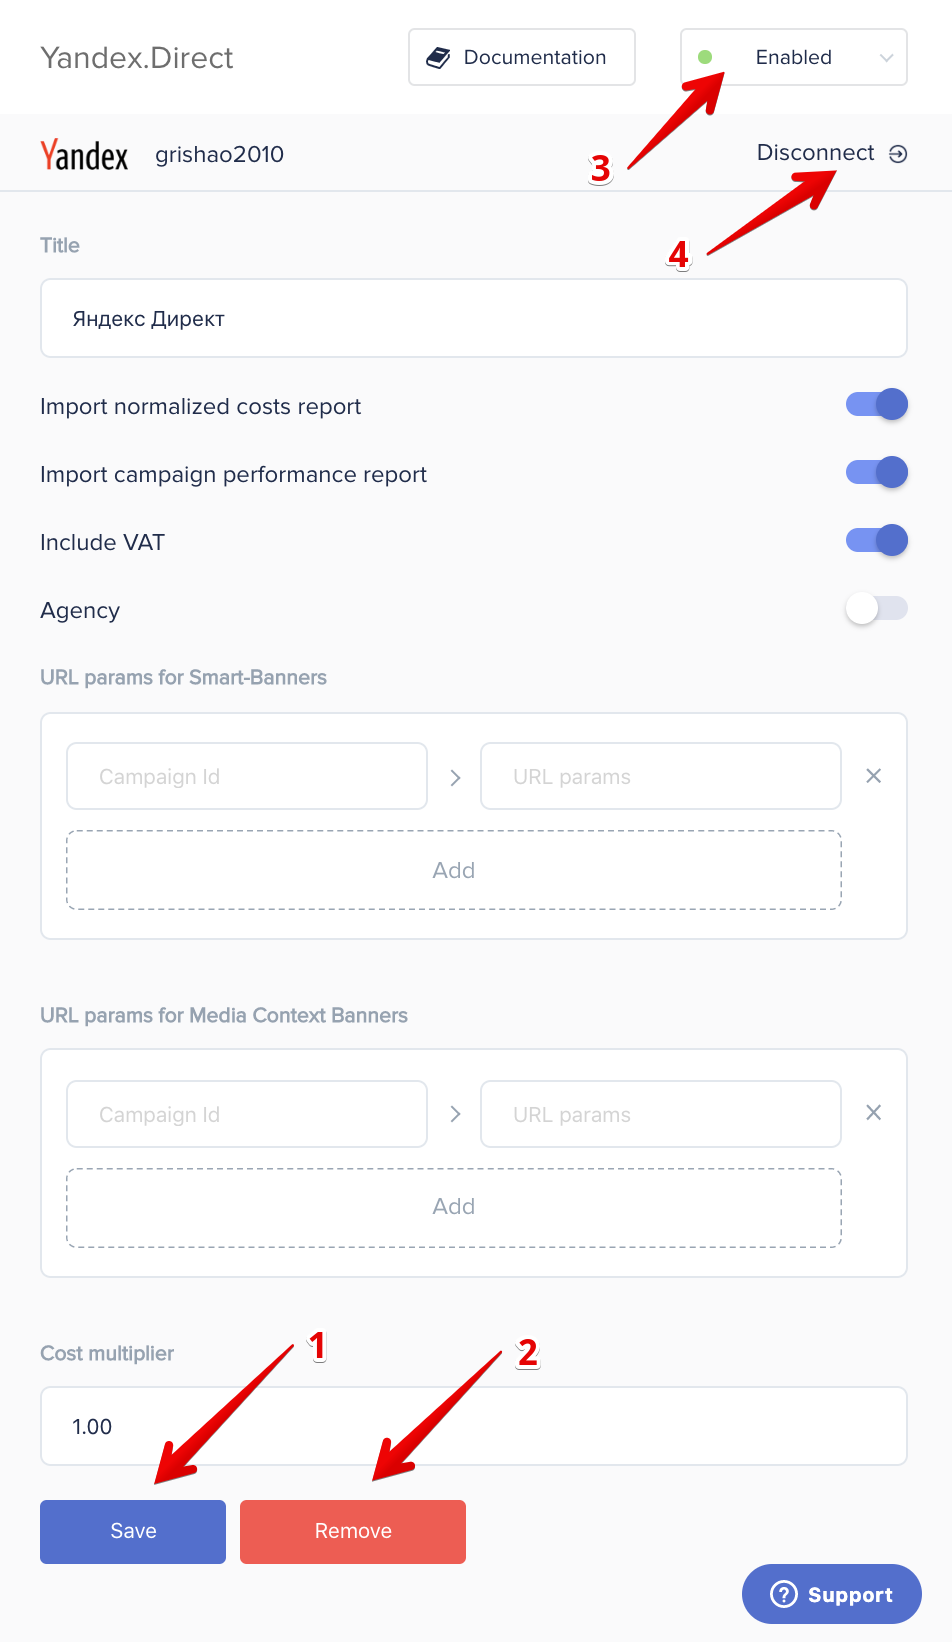 Yandex.Direct
Documentation
Enabled
3
Yandex
grishao2010
Disconnect
4
Title
Яндекс Директ
Import normalized costs report
Import campaign performance report
Include VAT
Agency
URL params for Smart-Banners
Campaign Id
URL params
Add
URL params for Media Context Banners
Campaign Id
URL params
Add
1
2
Cost multiplier
1.00
Save
Remove
Support